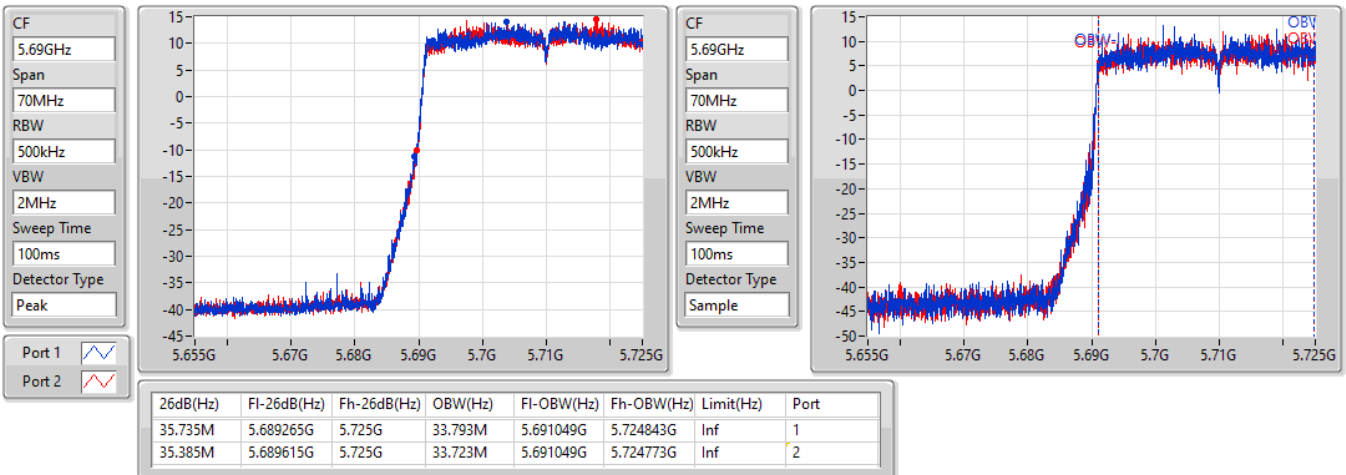 CF
5.69GHz
Span
70MHz
RBW
500kHz
VBW
2MHz
Sweep Time
100ms
Detector Type
Peak
15
10
5
0
-5
-10
-15
-20
-25
-30
-35
-40
-45
5.655G 5.67G 5.68G 5.69G 5.7G 5.71G 5.725G
CF
5.69GHz
Span
70MHz
RBW
500kHz
VBW
2MHz
Sweep Time
100ms
Detector Type
Sample
15
10
5
0
-5
-10
-15
-20
-25
-30
-35
-40
-45
-50
OBW-
5.655G 5.67G 5.68G 5.69G 5.7G 5.71G 5.725G
Port 1
Port 2
26dB(Hz) Fl-26dB(Hz) Fh-26dB(Hz) OBW(Hz) Fl-OBW(Hz) Fh-OBW(Hz) Limit(Hz) Port
35.735M 5.689265G 5.725G 33.793M 5.691049G 5.724843G Inf 1
35.385M 5.689615G 5.725G 33.723M 5.691049G 5.724773G Inf 2